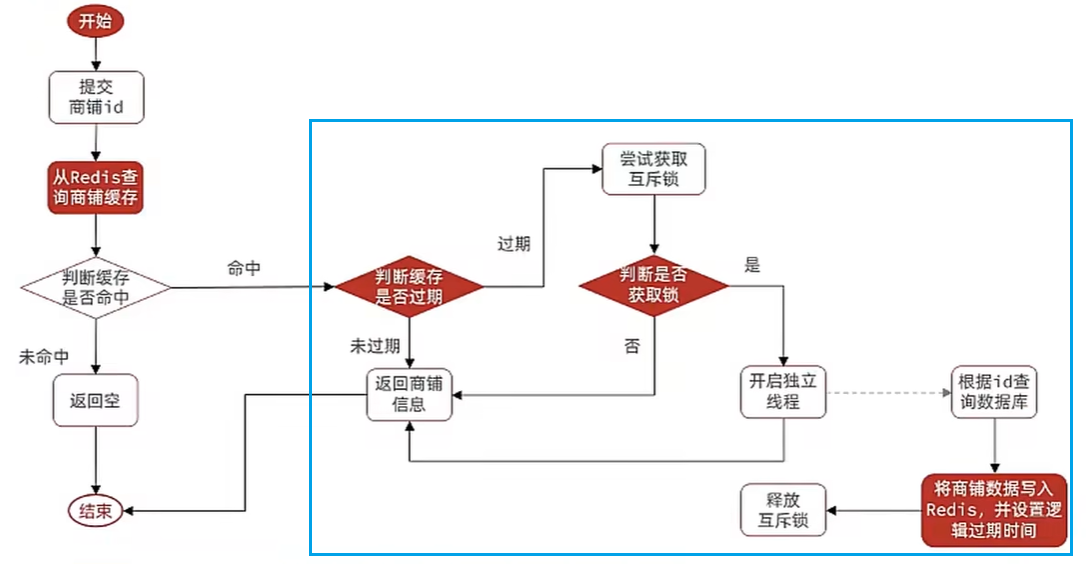 开始
提交
商铺id
从Redis查
询商铺缓存
判断缓存
是否命中
命中
未命中
返回空
结束
判断缓存
是否过期
过期
未过期
返回商铺
信息
尝试获取
互斥锁
判断是否
获取锁
是
否
开启独立
线程
根据id查
询数据库
将商铺数据写入
Redis，并设置逻
辑过期时间
释放
互斥锁